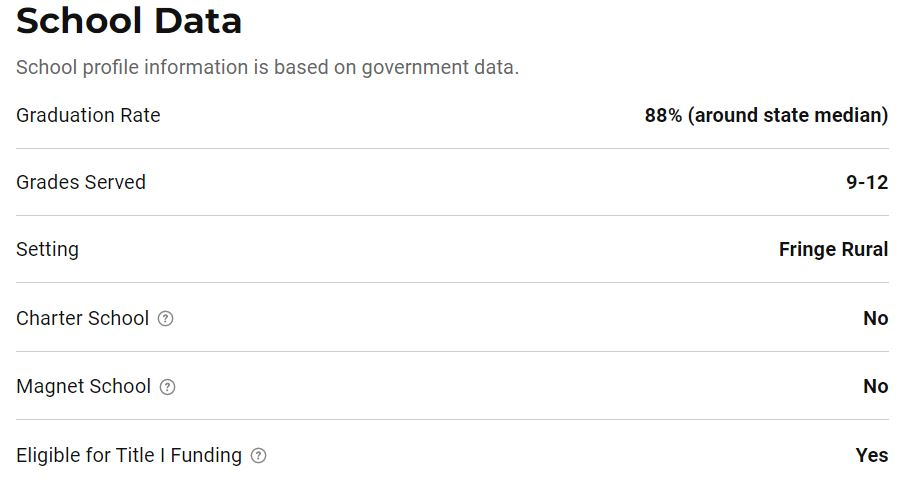 School Data
School profile information is based on government data.
Graduation Rate 88% (around state median)
Grades Served 9-12
Setting Fringe Rural
Charter School ? No
Magnet School ? No
Eligible for Title I Funding ? Yes